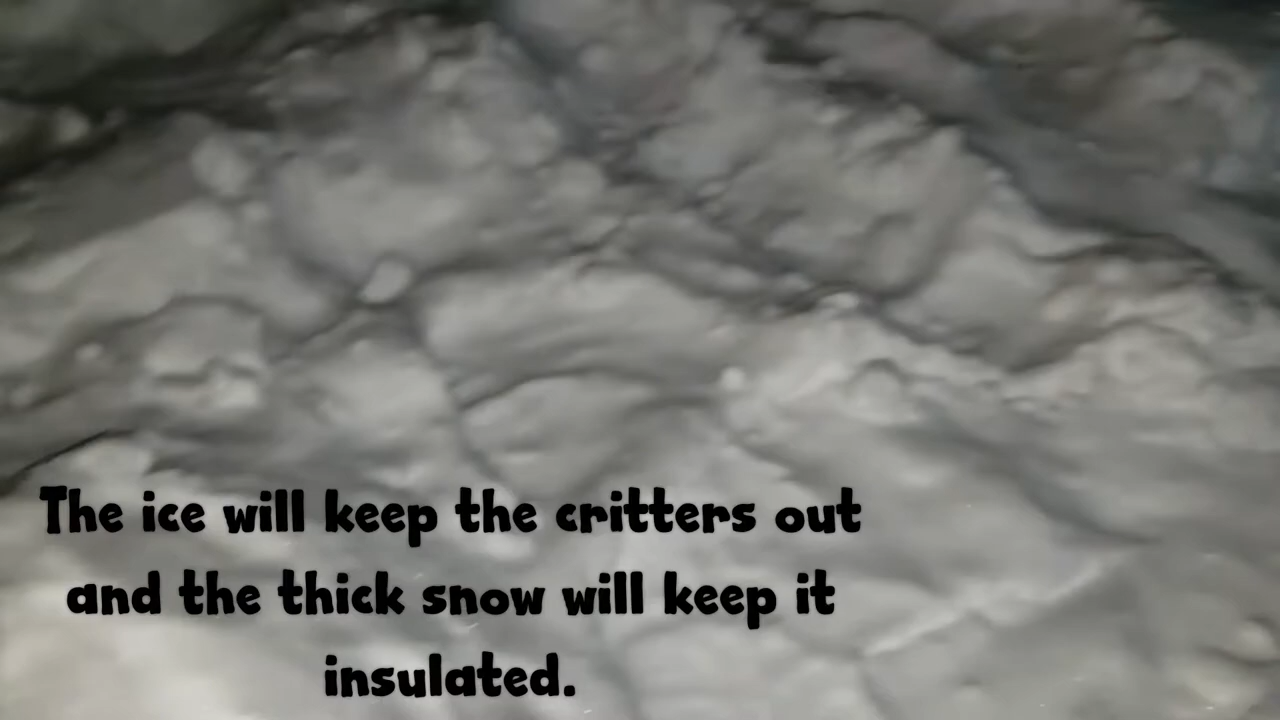 The ice will keep the critters out
and the thick snow will keep it
insulated.